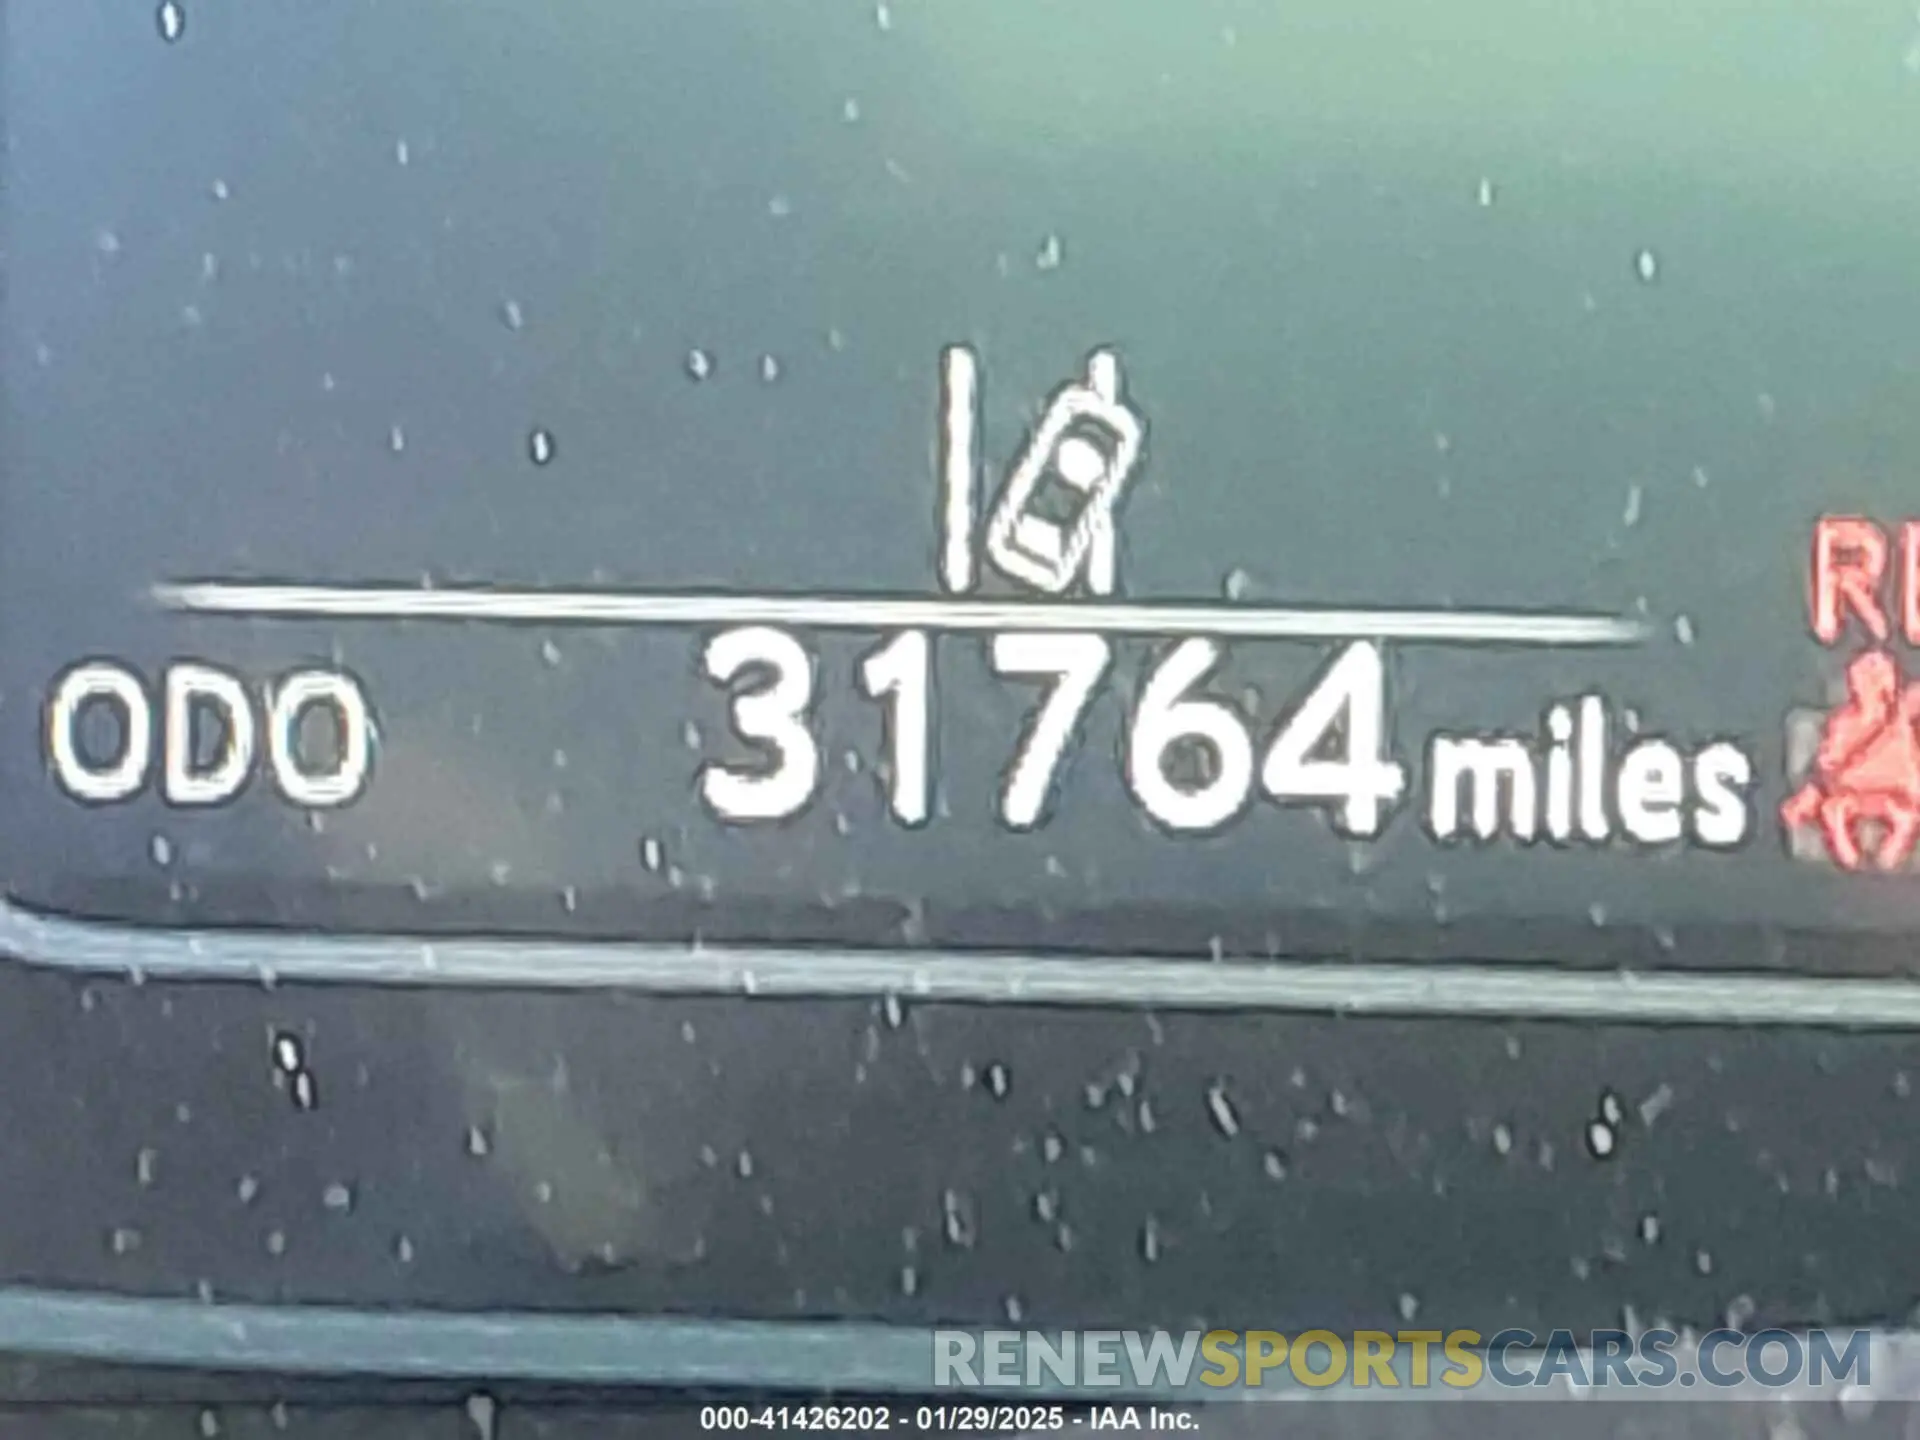 ODO 31764 miles
RENEWSPORTSCARS.COM
000-41426202 - 01/29/2025 - IAA Inc.